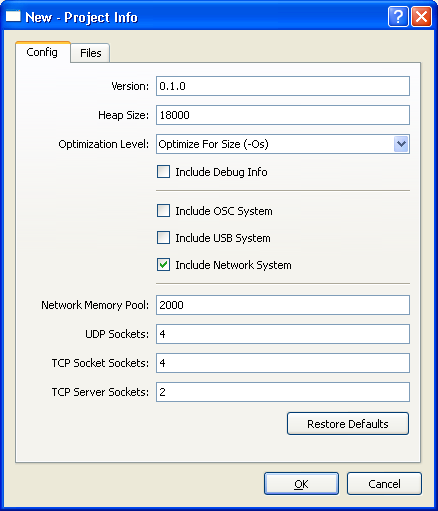 New - Project Info
Config Files
Version: 0.1.0
Heap Size: 18000
Optimization Level: Optimize For Size (-Os)
Include Debug Info
Include OSC System
Include USB System
Include Network System
Network Memory Pool: 2000
UDP Sockets: 4
TCP Socket Sockets: 4
TCP Server Sockets: 2
Restore Defaults
OK Cancel